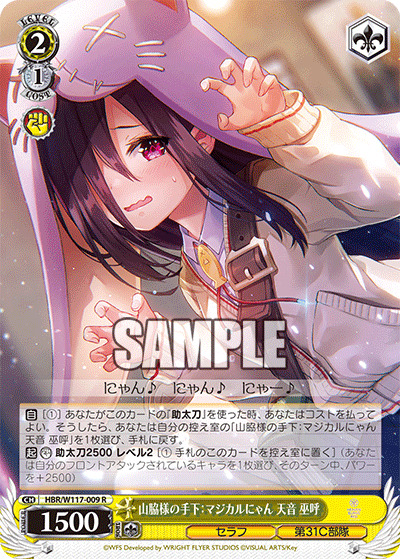 LEVEL
2
1
COST
SAMPLE
にゃん♪ にゃん♪ にゃー♪
自 [①] あなたがこのカードの「助太刀」を使った時、あなたはコストを払って
よい。そうしたら、あなたは自分の控え室の「山脇様の手下:マジカルにゃん
天音 巫呼」を1枚選び、手札に戻す。
起 助太刀2500 レベル2 [① 手札のこのカードを控え室に置く] (あなた
は自分のフロントアタックされているキャラを1枚選び、そのターン中、パワー
を+2500)
CH HBR/W117-009 R
1500
山脇様の手下:マジカルにゃん 天音 巫呼
セラフ
第31C部隊
©WFS Developed by WRIGHT FLYER STUDIOS ©VISUAL ARTS/Key